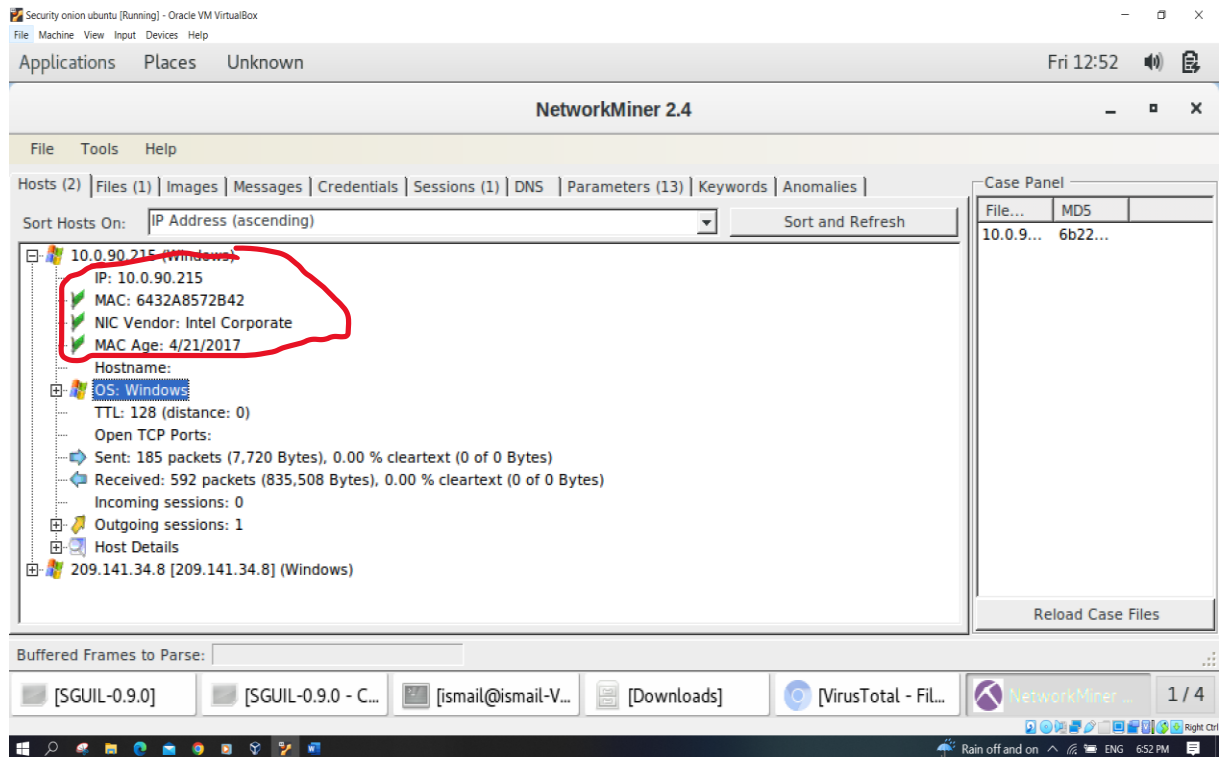 Security onion ubuntu [Running] - Oracle VM VirtualBox
File Machine View Input Devices Help
Applications Places Unknown Fri 12:52
NetworkMiner 2.4
File Tools Help
Hosts (2) Files (1) Images Messages Credentials Sessions (1) DNS Parameters (13) Keywords Anomalies
Case Panel
Sort Hosts On: IP Address (ascending) Sort and Refresh
File... MD5
10.0.9... 6b22...
10.0.90.215 (Windows)
IP: 10.0.90.215
MAC: 6432A8572B42
NIC Vendor: Intel Corporate
MAC Age: 4/21/2017
Hostname:
OS: Windows
TTL: 128 (distance: 0)
Open TCP Ports:
Sent: 185 packets (7,720 Bytes), 0.00 % cleartext (0 of 0 Bytes)
Received: 592 packets (835,508 Bytes), 0.00 % cleartext (0 of 0 Bytes)
Incoming sessions: 0
Outgoing sessions: 1
Host Details
209.141.34.8 [209.141.34.8] (Windows)
Reload Case Files
Buffered Frames to Parse:
[SGUIL-0.9.0] [SGUIL-0.9.0 - C... [ismail@ismail-V... [Downloads] [VirusTotal - Fil... NetworkMiner ... 1 / 4
Right Ctrl
Rain off and on ENG 6:52 PM